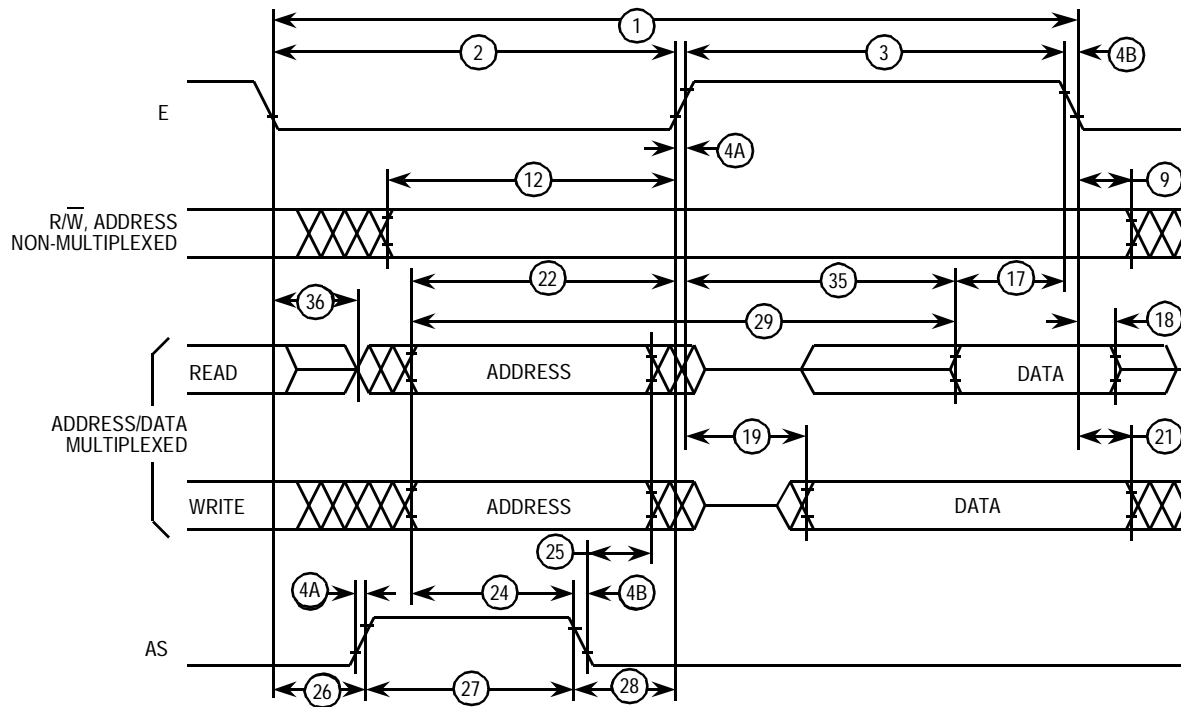 1
2
3
4B
E
4A
12
9
R/W, ADDRESS
NON-MULTIPLEXED
22
35
17
36
29
18
READ
ADDRESS
DATA
ADDRESS/DATA
MULTIPLEXED
19
21
WRITE
ADDRESS
DATA
25
4A
24
4B
AS
26
27
28